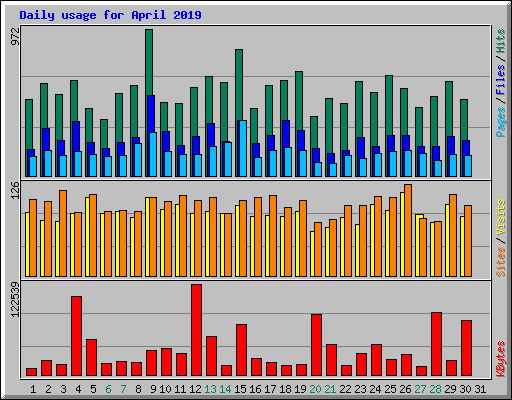 Daily usage for April 2019
972
Pages / Files / Hits
126
Sites / Visits
122539
KBytes
1 2 3 4 5 6 7 8 9 10 11 12 13 14 15 16 17 18 19 20 21 22 23 24 25 26 27 28 29 30 31